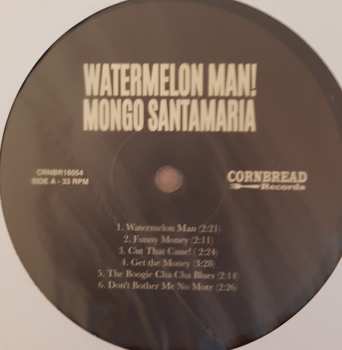 WATERMELON MAN!
MONGO SANTAMARIA
CRNBR16054
SIDE A - 33 RPM
CORNBREAD
Records
1. Watermelon Man (2:21)
2. Funny Money (2:11)
3. Cut That Cane! ( 2:24)
4. Get the Money (3:28)
5. The Boogie Cha Cha Blues (2:14)
6. Don't Bother Me No More (2:26)